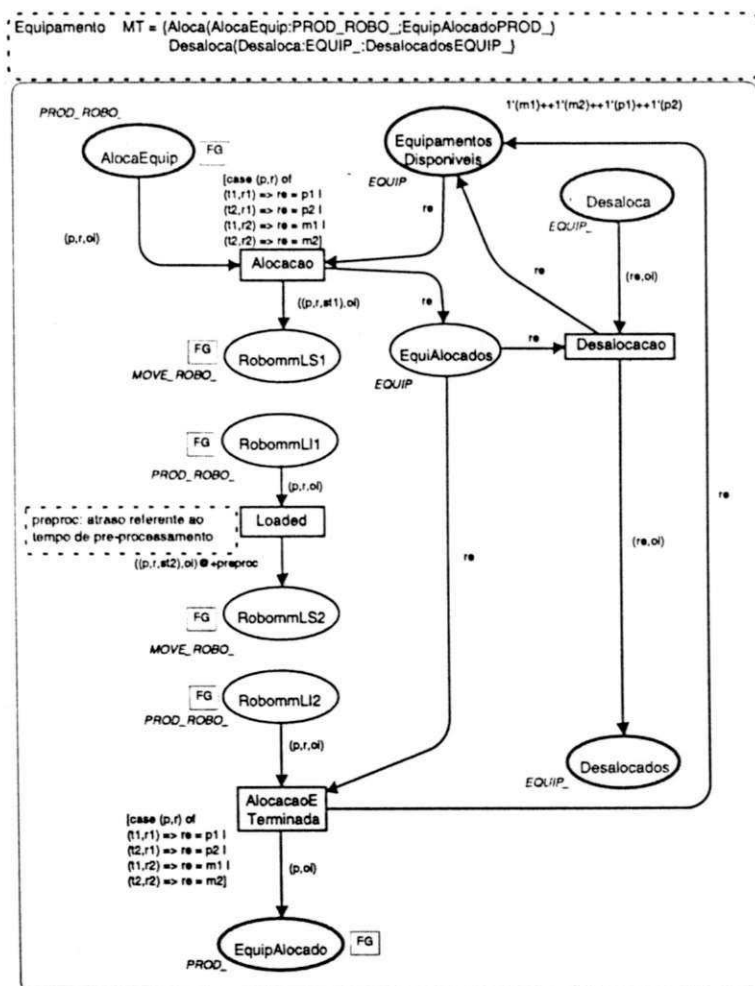 Equipamento MT = {Aloca(AlocaEquip:PROD_ROBO_;EquipAlocadoPROD_)
Desaloca(Desaloca:EQUIP_:DesalocadosEQUIP_}
PROD_ROBO_
AlocaEquip
FG
1'(m1)++1'(m2)++1'(p1)++1'(p2)
Equipamentos
Disponiveis
EQUIP
[case (p,r) of
(t1,r1) => re = p1 I
(t2,r1) => re = p2 I
(t1,r2) => re = m1 I
(t2,r2) => re = m2]
re
Desaloca
EQUIP_
(p,r,oi)
Alocacao
re
(re,oi)
((p,r,st1),oi)
re
FG
RobommLS1
MOVE_ROBO_
EquiAlocados
EQUIP
re
Desalocacao
FG
RobommLI1
PROD_ROBO_
(p,r,oi)
re
preproc: atraso referente ao
tempo de pre-processamento
Loaded
re
(re,oi)
((p,r,st2),oi)@+preproc
FG
RobommLS2
MOVE_ROBO_
FG
RobommLI2
PROD_ROBO_
(p,r,oi)
Desalocados
EQUIP_
AlocacaoE
Terminada
[case (p,r) of
(t1,r1) => re = p1 I
(t2,r1) => re = p2 I
(t1,r2) => re = m1 I
(t2,r2) => re = m2]
(p,oi)
EquipAlocado
FG
PROD_